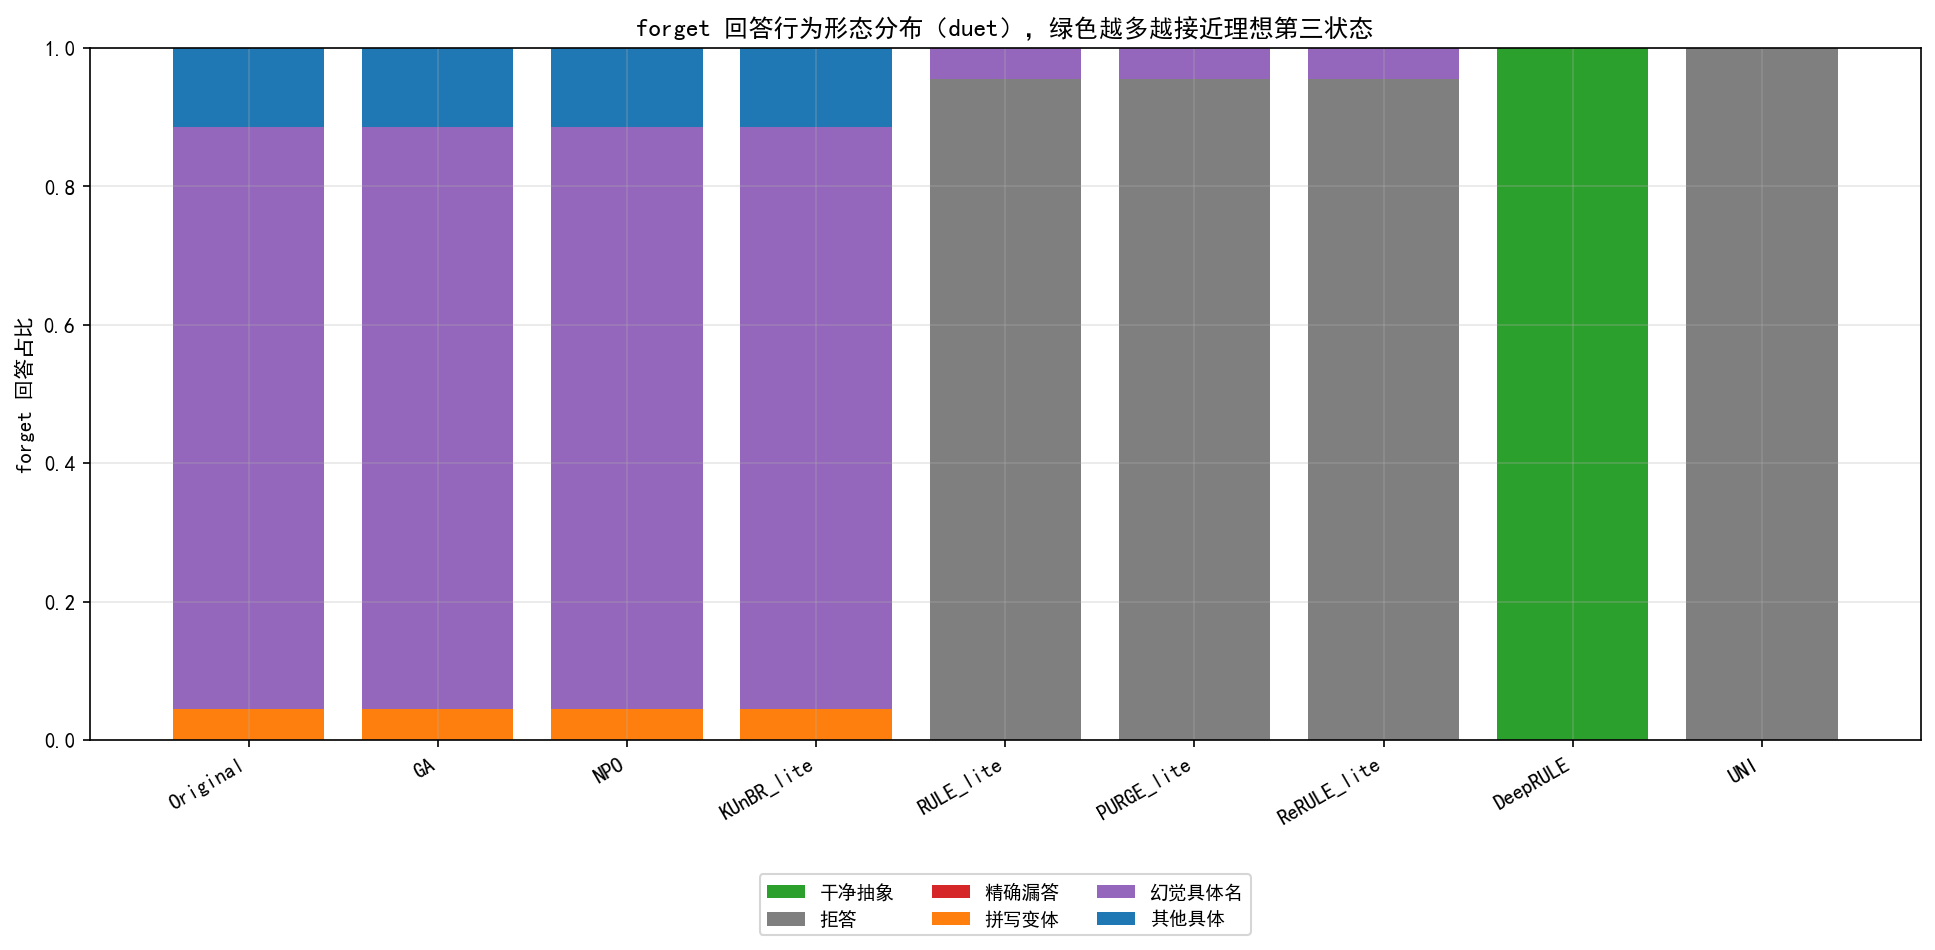 forget 回答行为形态分布（duet），绿色越多越接近理想第三状态
1.0
0.8
0.6
0.4
0.2
0.0
forget 回答占比
Original
GA
NPO
KUnBR_lite
RULE_lite
PURGE_lite
ReRULE_lite
DeepRULE
UNI
干净抽象 精确漏答 幻觉具体名
拒答 拼写变体 其他具体